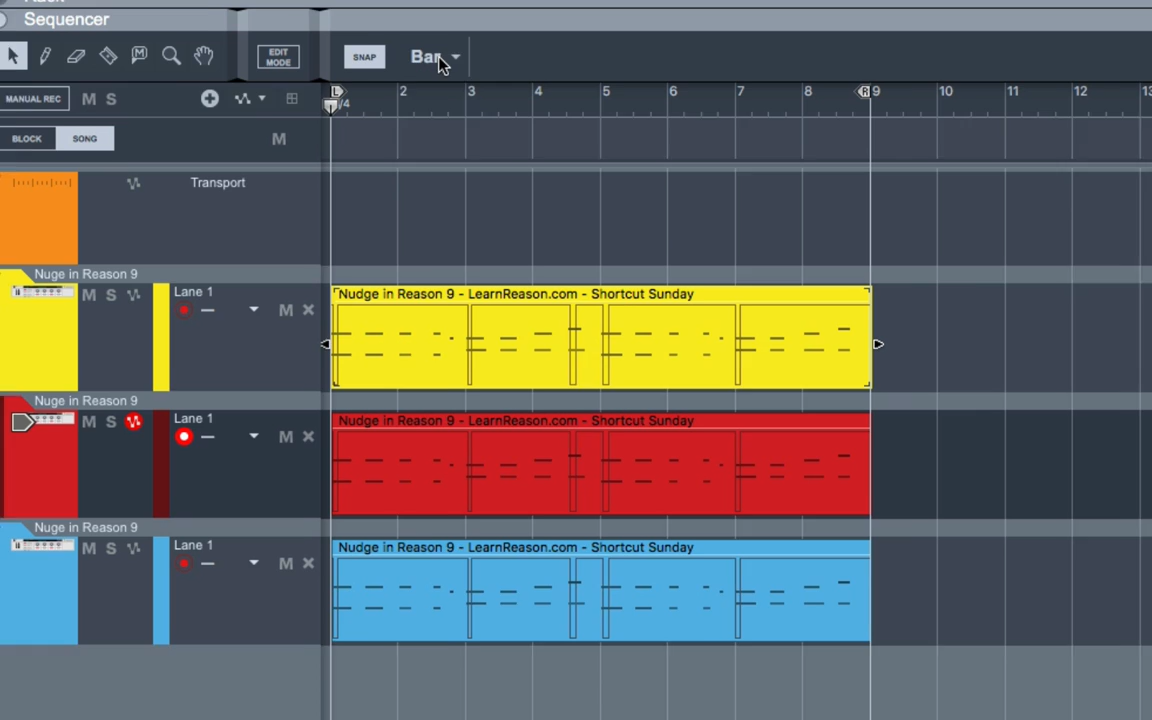 Sequencer
EDIT MODE
SNAP
Bar
MANUAL REC
M S
L
/4
2 3 4 5 6 7 8 R 9 10 11 12 13
BLOCK SONG M
Transport
Nuge in Reason 9
M S Lane 1 M ×
Nudge in Reason 9 - LearnReason.com - Shortcut Sunday
Nuge in Reason 9
M S Lane 1 M ×
Nudge in Reason 9 - LearnReason.com - Shortcut Sunday
Nuge in Reason 9
M S Lane 1 M ×
Nudge in Reason 9 - LearnReason.com - Shortcut Sunday